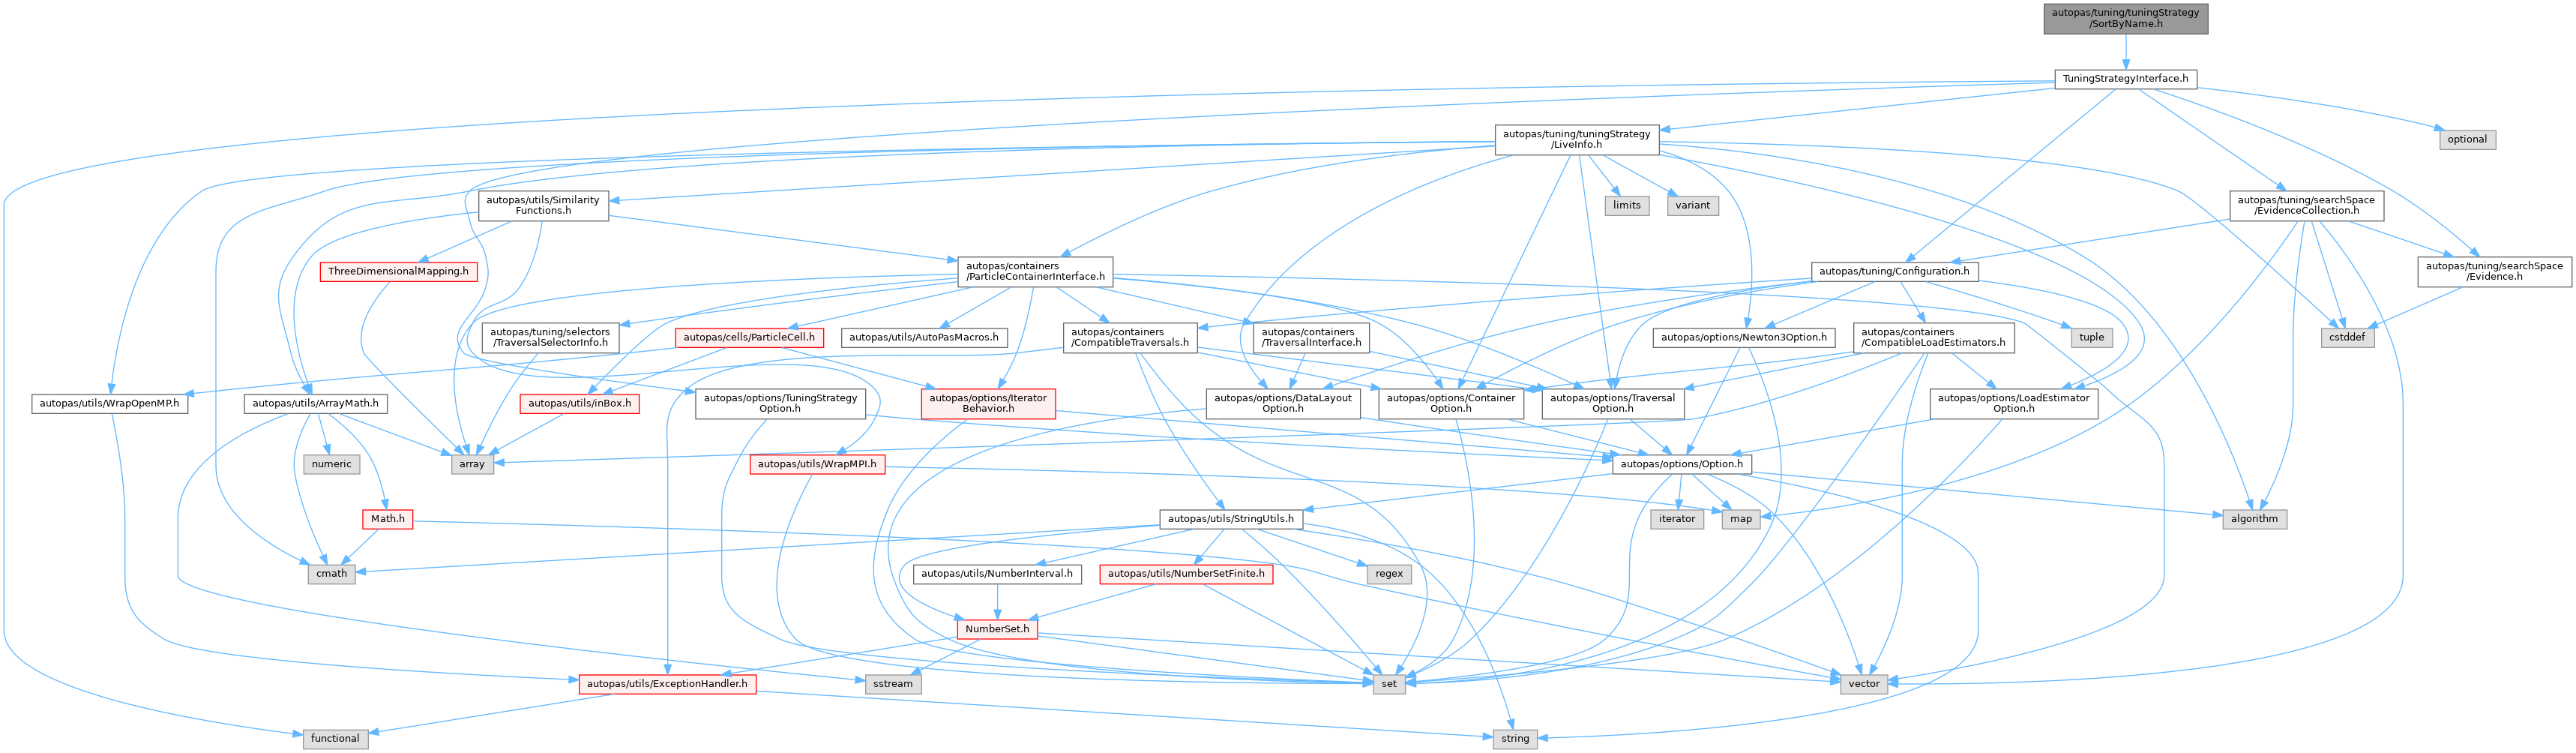 autopas/tuning/tuningStrategy
/SortByName.h
TuningStrategyInterface.h
autopas/tuning/tuningStrategy
/LiveInfo.h
optional
autopas/utils/Similarity
Functions.h
limits
variant
autopas/tuning/searchSpace
/EvidenceCollection.h
ThreeDimensionalMapping.h
autopas/containers
/ParticleContainerInterface.h
autopas/tuning/Configuration.h
autopas/tuning/searchSpace
/Evidence.h
autopas/tuning/selectors
/TraversalSelectorInfo.h
autopas/cells/ParticleCell.h
autopas/utils/AutoPasMacros.h
autopas/containers
/CompatibleTraversals.h
autopas/containers
/TraversalInterface.h
autopas/options/Newton3Option.h
autopas/containers
/CompatibleLoadEstimators.h
tuple
cstddef
autopas/utils/WrapOpenMP.h
autopas/utils/ArrayMath.h
autopas/utils/inBox.h
autopas/options/TuningStrategy
Option.h
autopas/options/Iterator
Behavior.h
autopas/options/DataLayout
Option.h
autopas/options/Container
Option.h
autopas/options/Traversal
Option.h
autopas/options/LoadEstimator
Option.h
numeric
array
autopas/utils/WrapMPI.h
autopas/options/Option.h
Math.h
autopas/utils/StringUtils.h
iterator
map
algorithm
cmath
autopas/utils/NumberInterval.h
autopas/utils/NumberSetFinite.h
regex
NumberSet.h
autopas/utils/ExceptionHandler.h
sstream
set
vector
functional
string